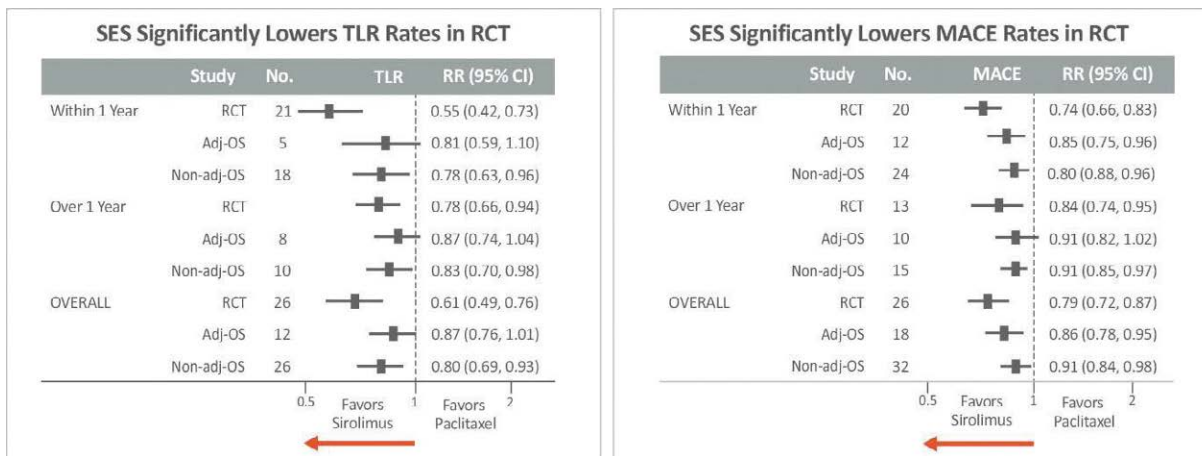 SES Significantly Lowers TLR Rates in RCT
Study No. TLR RR (95% CI)
Within 1 Year RCT 21 0.55 (0.42, 0.73)
Adj-OS 5 0.81 (0.59, 1.10)
Non-adj-OS 18 0.78 (0.63, 0.96)
Over 1 Year RCT 0.78 (0.66, 0.94)
Adj-OS 8 0.87 (0.74, 1.04)
Non-adj-OS 10 0.83 (0.70, 0.98)
OVERALL RCT 26 0.61 (0.49, 0.76)
Adj-OS 12 0.87 (0.76, 1.01)
Non-adj-OS 26 0.80 (0.69, 0.93)
0.5 Favors 1 Favors 2
Sirolimus Paclitaxel
SES Significantly Lowers MACE Rates in RCT
Study No. MACE RR (95% CI)
Within 1 Year RCT 20 0.74 (0.66, 0.83)
Adj-OS 12 0.85 (0.75, 0.96)
Non-adj-OS 24 0.80 (0.88, 0.96)
Over 1 Year RCT 13 0.84 (0.74, 0.95)
Adj-OS 10 0.91 (0.82, 1.02)
Non-adj-OS 15 0.91 (0.85, 0.97)
OVERALL RCT 26 0.79 (0.72, 0.87)
Adj-OS 18 0.86 (0.78, 0.95)
Non-adj-OS 32 0.91 (0.84, 0.98)
0.5 Favors 1 Favors 2
Sirolimus Paclitaxel